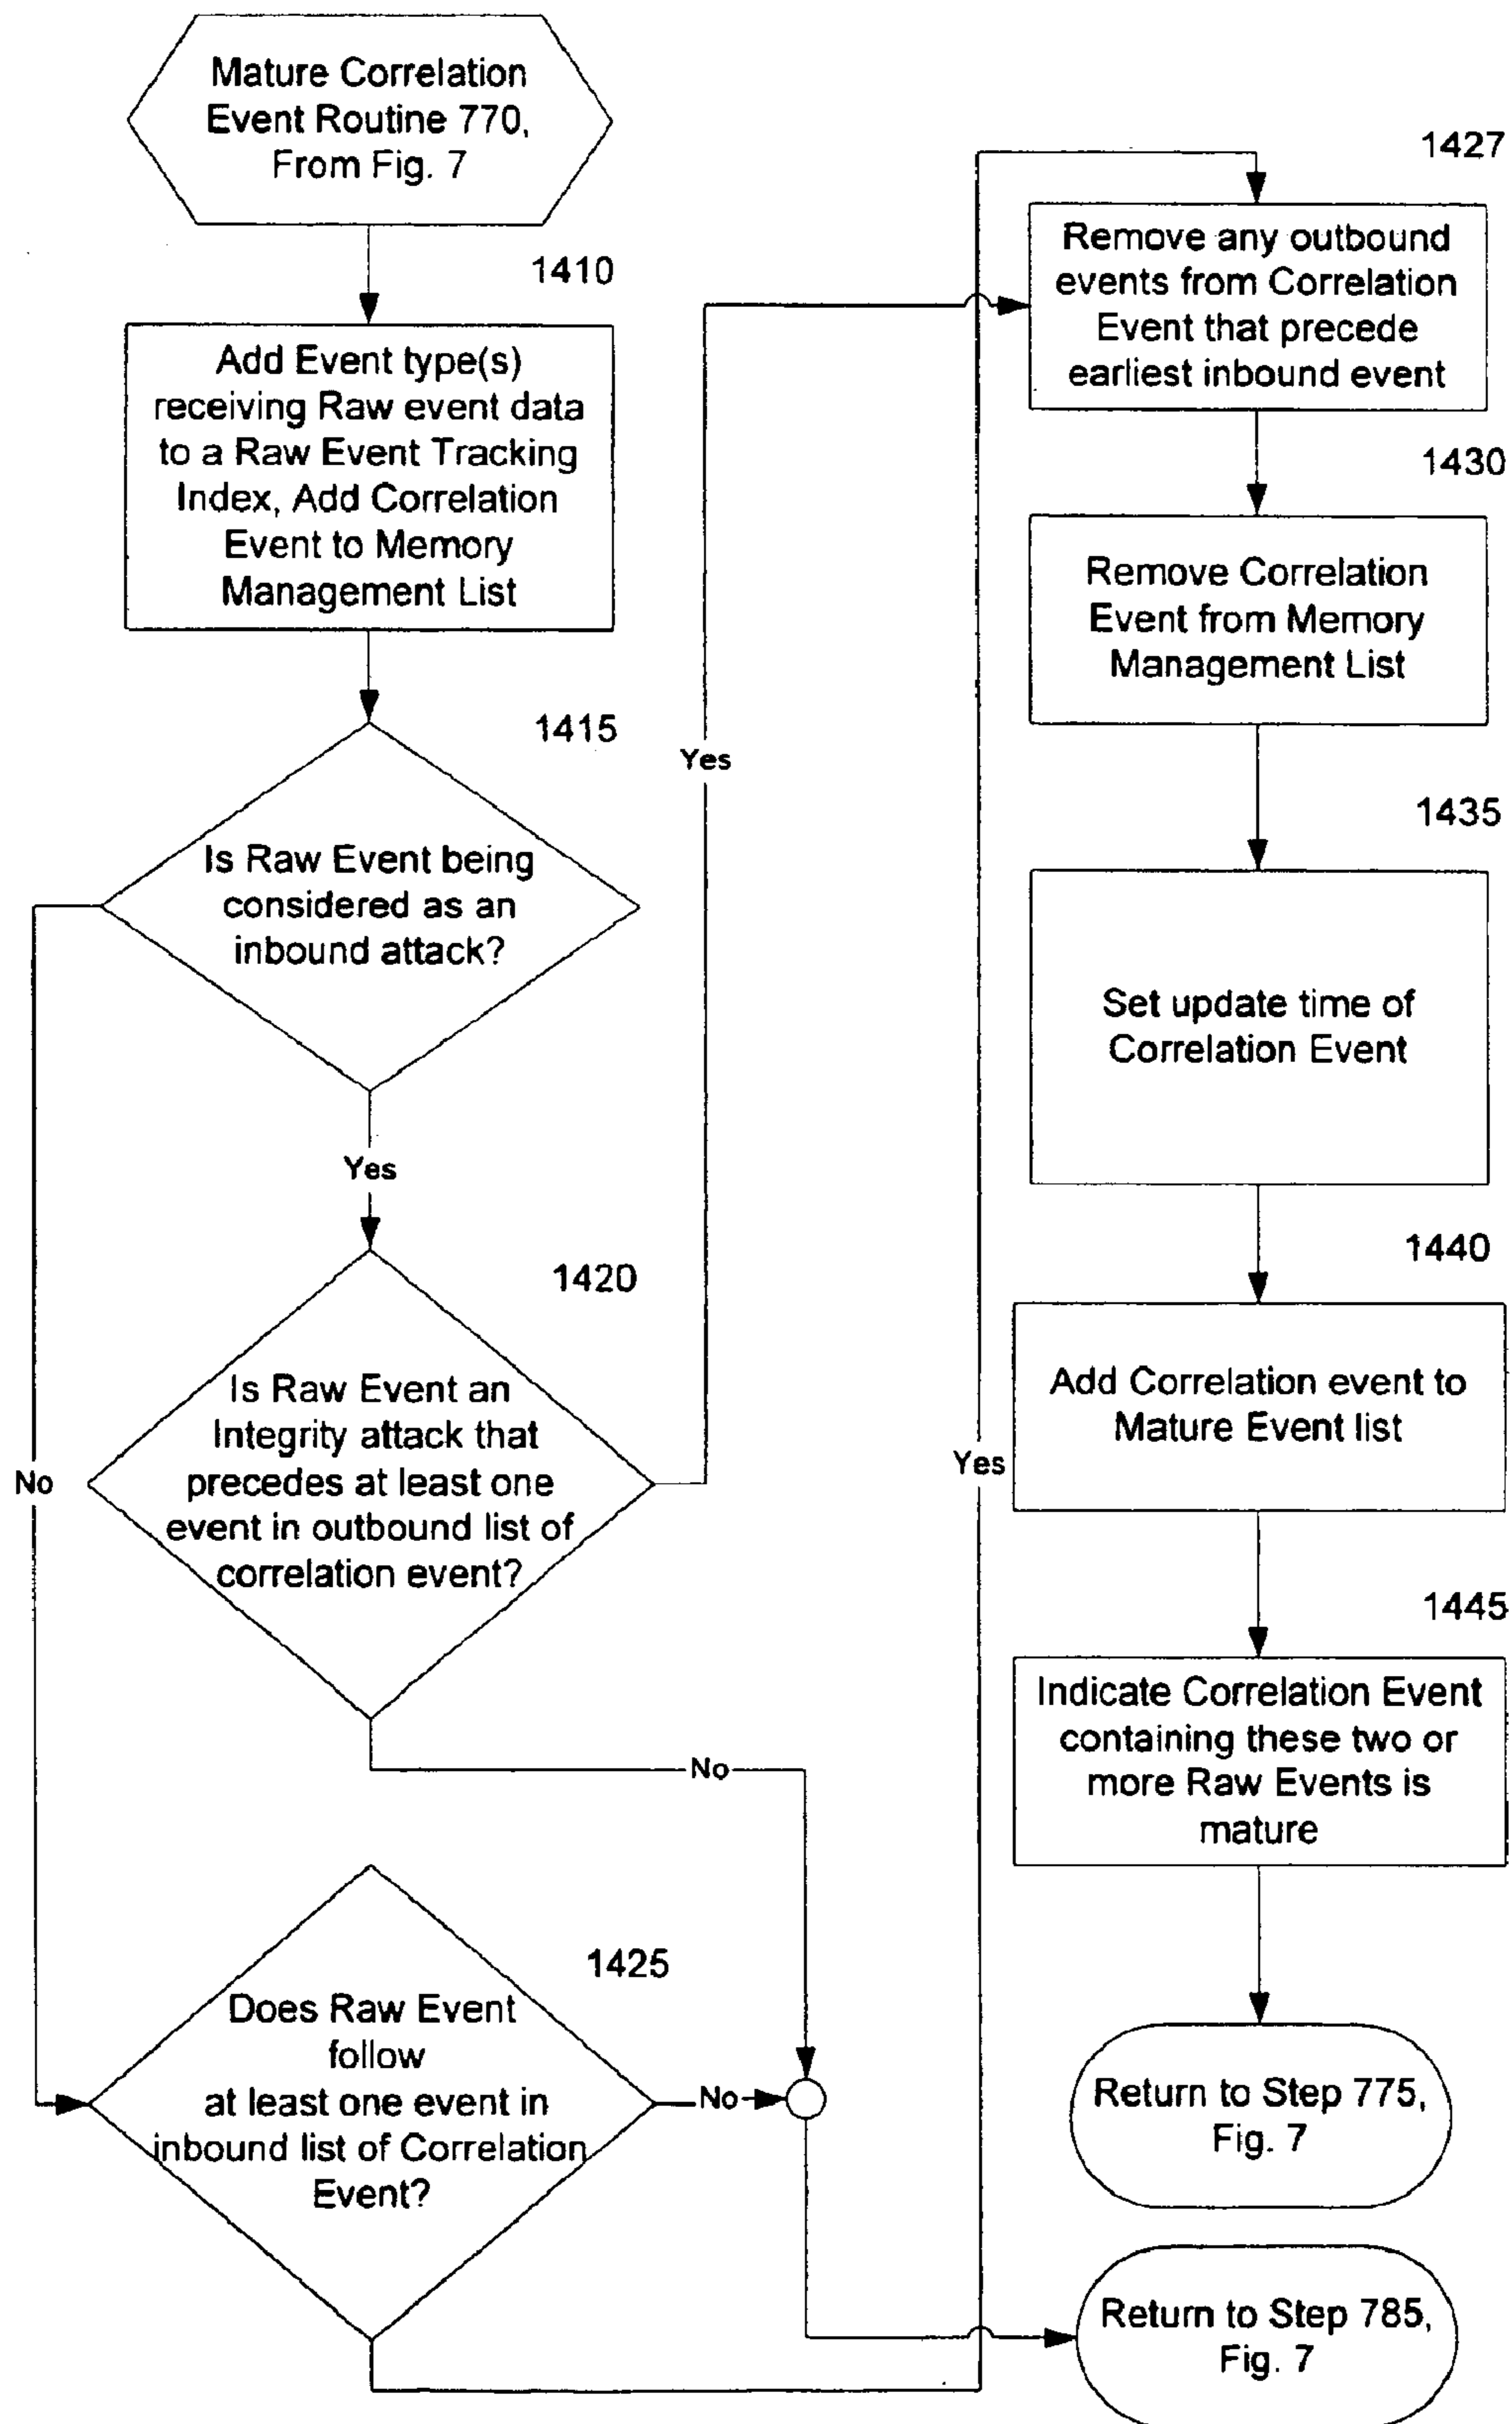 Mature Correlation
Event Routine 770,
From Fig. 7
1410
Add Event type(s)
receiving Raw event data
to a Raw Event Tracking
Index, Add Correlation
Event to Memory
Management List
1415
Is Raw Event being
considered as an
inbound attack?
Yes
No
1420
Is Raw Event an
Integrity attack that
precedes at least one
event in outbound list of
correlation event?
Yes
No
1425
Does Raw Event
follow
at least one event in
inbound list of Correlation
Event?
No
Yes
1427
Remove any outbound
events from Correlation
Event that precede
earliest inbound event
1430
Remove Correlation
Event from Memory
Management List
1435
Set update time of
Correlation Event
1440
Add Correlation event to
Mature Event list
1445
Indicate Correlation Event
containing these two or
more Raw Events is
mature
Return to Step 775,
Fig. 7
Return to Step 785,
Fig. 7